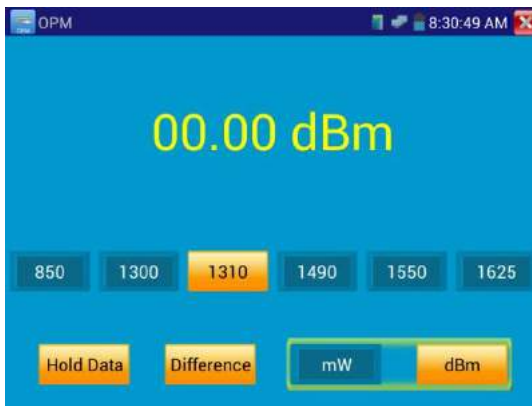 OPM
8:30:49 AM
00.00 dBm
850 1300 1310 1490 1550 1625
Hold Data Difference mW dBm